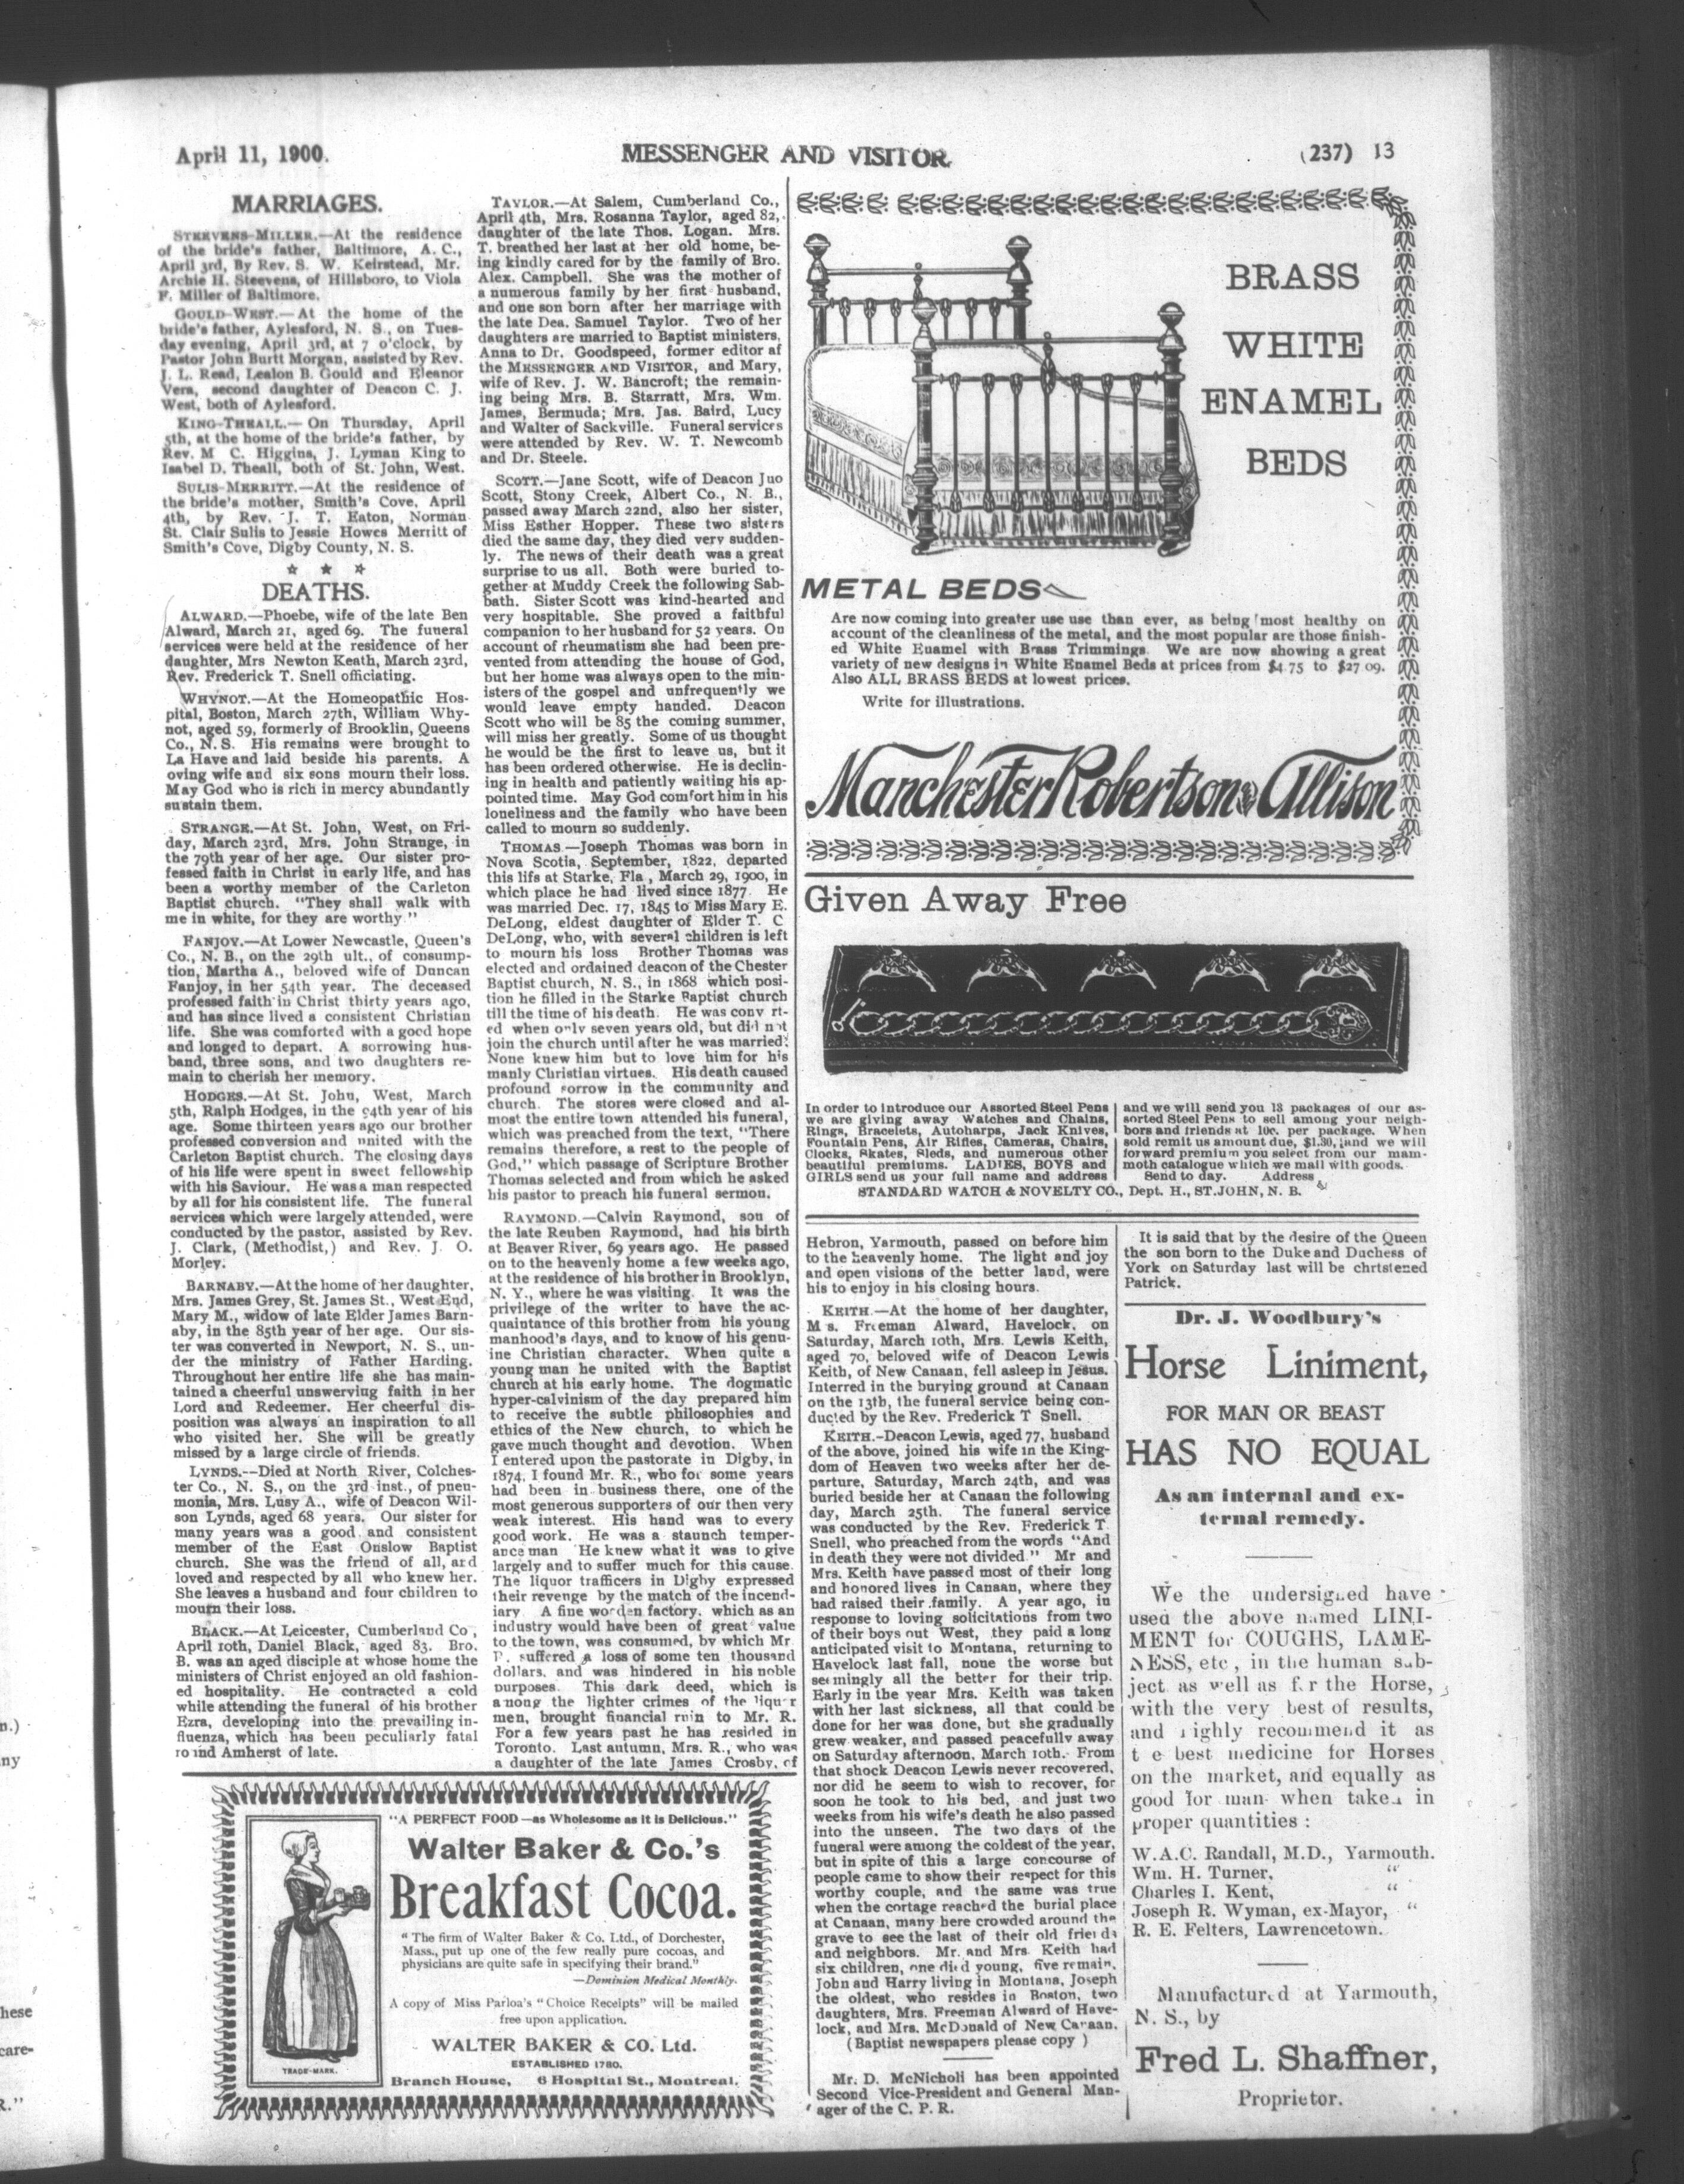 April 11, 1900.
MESSENGER AND VISITOR
(237) 13
MARRIAGES.
STEEVENS-MILLER.—At the residence
of the bride's father, Baltimore, A. C.,
April 3rd, By Rev. S. W. Keirstead, Mr.
Archie H. Steevens, of Hillsboro, to Viola
F. Miller of Baltimore.
GOULD-WEST.—At the home of the
bride's father, Aylesford, N. S., on Tues-
day evening, April 3rd, at 7 o'clock, by
Pastor John Burtt Morgan, assisted by Rev.
J. L. Read, Lealon B. Gould and Eleanor
Vera, second daughter of Deacon C. J.
West, both of Aylesford.
KING-THEALL.— On Thursday, April
5th, at the home of the bride's father, by
Rev. M C. Higgins, J. Lyman King to
Isabel D. Theall, both of St. John, West.
SULIS-MERRITT.—At the residence of
the bride's mother, Smith's Cove, April
4th, by Rev. J. T. Eaton, Norman
St. Clair Sulis to Jessie Howes Merritt of
Smith's Cove, Digby County, N. S.
DEATHS.
ALWARD.—Phoebe, wife of the late Ben
Alward, March 21, aged 69. The funeral
services were held at the residence of her
daughter, Mrs Newton Keath, March 23rd,
Rev. Frederick T. Snell officiating.
WHYNOT.—At the Homeopathic Hos-
pital, Boston, March 27th, William Why-
not, aged 59, formerly of Brooklin, Queens
Co., N. S. His remains were brought to
La Have and laid beside his parents. A
oving wife and six sons mourn their loss.
May God who is rich in mercy abundantly
sustain them.
STRANGE.—At St. John, West, on Fri-
day, March 23rd, Mrs. John Strange, in
the 79th year of her age. Our sister pro-
fessed faith in Christ in early life, and has
been a worthy member of the Carleton
Baptist church. "They shall walk with
me in white, for they are worthy"
FANJOY.—At Lower Newcastle, Queen's
Co., N. B., on the 29th ult., of consump-
tion, Martha A., beloved wife of Duncan
Fanjoy, in her 54th year. The deceased
professed faith in Christ thirty years ago,
and has since lived a consistent Christian
life. She was comforted with a good hope
and longed to depart. A sorrowing hus-
band, three sons, and two daughters re-
main to cherish her memory.
HODGES.—At St. John, West, March
5th, Ralph Hodges, in the 94th year of his
age. Some thirteen years ago our brother
professed conversion and united with the
Carleton Baptist church. The closing days
of his life were spent in sweet fellowship
with his Saviour. He was a man respected
by all for his consistent life. The funeral
services which were largely attended, were
conducted by the pastor, assisted by Rev.
J. Clark, (Methodist,) and Rev. J. O.
Morley.
BARNABY.—At the home of her daughter,
Mrs. James Grey, St. James St., West End,
Mary M., widow of late Elder James Barn-
aby, in the 85th year of her age. Our sis-
ter was converted in Newport, N. S., un-
der the ministry of Father Harding.
Throughout her entire life she has main-
tained a cheerful unswerving faith in her
Lord and Redeemer. Her cheerful dis-
position was always an inspiration to all
who visited her. She will be greatly
missed by a large circle of friends.
LYNDS.--Died at North River, Colches-
ter Co., N. S., on the 3rd inst., of pneu-
monia, Mrs. Lusy A., wife of Deacon Wil-
son Lynds, aged 68 years. Our sister for
many years was a good and consistent
member of the East Onslow Baptist
church. She was the friend of all, and
loved and respected by all who knew her.
She leaves a husband and four children to
mourn their loss.
BLACK.—At Leicester, Cumberland Co,
April 10th, Daniel Black, aged 83. Bro.
B. was an aged disciple at whose home the
ministers of Christ enjoyed an old fashion-
ed hospitality. He contracted a cold
while attending the funeral of his brother
Ezra, developing into the prevailing in-
fluenza, which has been peculiarly fatal
round Amherst of late.
TAYLOR.—At Salem, Cumberland Co.,
April 4th, Mrs. Rosanna Taylor, aged 82,
daughter of the late Thos. Logan. Mrs.
T. breathed her last at her old home, be-
ing kindly cared for by the family of Bro.
Alex. Campbell. She was the mother of
a numerous family by her first husband,
and one son born after her marriage with
the late Dea. Samuel Taylor. Two of her
daughters are married to Baptist ministers,
Anna to Dr. Goodspeed, former editor af
the MESSENGER AND VISITOR, and Mary,
wife of Rev. J. W. Bancroft; the remain-
ing being Mrs. B. Starratt, Mrs. Wm.
James, Bermuda; Mrs. Jas. Baird, Lucy
and Walter of Sackville. Funeral services
were attended by Rev. W. T. Newcomb
and Dr. Steele.
SCOTT.—Jane Scott, wife of Deacon Juo
Scott, Stony Creek, Albert Co., N. B.,
passed away March 22nd, also her sister,
Miss Esther Hopper. These two sisters
died the same day, they died very sudden-
ly. The news of their death was a great
surprise to us all. Both were buried to-
gether at Muddy Creek the following Sab-
bath. Sister Scott was kind-hearted and
very hospitable. She proved a faithful
companion to her husband for 52 years. On
account of rheumatism she had been pre-
vented from attending the house of God,
but her home was always open to the min-
isters of the gospel and unfrequently we
would leave empty handed. Deacon
Scott who will be 85 the coming summer,
will miss her greatly. Some of us thought
he would be the first to leave us, but it
has been ordered otherwise. He is declin-
ing in health and patiently waiting his ap-
pointed time. May God comfort him in his
loneliness and the family who have been
called to mourn so suddenly.
THOMAS.—Joseph Thomas was born in
Nova Scotia, September, 1822, departed
this lifs at Starke, Fla, March 29, 1900, in
which place he had lived since 1877. He
was married Dec. 17, 1845 to Miss Mary E.
DeLong, eldest daughter of Elder T. C
DeLong, who, with several children is left
to mourn his loss Brother Thomas was
elected and ordained deacon of the Chester
Baptist church, N. S., in 1868 which posi-
tion he filled in the Starke Baptist church
till the time of his death. He was conv rt-
ed when only seven years old, but did not
join the church until after he was married.
None knew him but to love him for his
manly Christian virtues. His death caused
profound sorrow in the community and
church. The stores were closed and al-
most the entire town attended his funeral,
which was preached from the text, "There
remains therefore, a rest to the people of
God," which passage of Scripture Brother
Thomas selected and from which he asked
his pastor to preach his funeral sermon.
RAYMOND.—Calvin Raymond, son of
the late Reuben Raymond, had his birth
at Beaver River, 69 years ago. He passed
on to the heavenly home a few weeks ago,
at the residence of his brother in Brooklyn,
N. Y., where he was visiting. It was the
privilege of the writer to have the ac-
quaintance of this brother from his young
manhood's days, and to know of his genu-
ine Christian character. When quite a
young man he united with the Baptist
church at his early home. The dogmatic
hyper-calvinism of the day prepared him
to receive the subtle philosophies and
ethics of the New church, to which he
gave much thought and devotion. When
I entered upon the pastorate in Digby, in
1874, I found Mr. R., who for some years
had been in business there, one of the
most generous supporters of our then very
weak interest. His hand was to every
good work. He was a staunch temper-
ance man He knew what it was to give
largely and to suffer much for this cause.
The liquor trafficers in Digby expressed
their revenge by the match of the incend-
iary A fine worden factory, which as an
industry would have been of great value
to the town, was consumed, by which Mr
P. suffered a loss of some ten thousand
dollars, and was hindered in his noble
purposes. This dark deed, which is
among the lighter crimes of the liquor
men, brought financial ruin to Mr. R.
For a few years past he has resided in
Toronto. Last autumn, Mrs. R., who was
a daughter of the late James Crosby, of
"A PERFECT FOOD—as Wholesome as it is Delicious."
Walter Baker & Co.'s
Breakfast Cocoa.
"The firm of Walter Baker & Co. Ltd., of Dorchester,
Mass., put up one of the few really pure cocoas, and
physicians are quite safe in specifying their brand."
—Dominion Medical Monthly.
A copy of Miss Parloa's "Choice Receipts" will be mailed
free upon application.
WALTER BAKER & CO. Ltd.
ESTABLISHED 1780.
Branch House, 6 Hospital St., Montreal.
TRADE-MARK.
BRASS
WHITE
ENAMEL
BEDS
METAL BEDS
Are now coming into greater use use than ever, as being most healthy on
account of the cleanliness of the metal, and the most popular are those finish-
ed White Enamel with Brass Trimmings. We are now showing a great
variety of new designs in White Enamel Beds at prices from $4 75 to $27 09.
Also ALL BRASS BEDS at lowest prices.
Write for illustrations.
Manchester Robertson & Allison
Given Away Free
In order to introduce our Assorted Steel Pens
we are giving away Watches and Chains,
Rings, Bracelets, Autoharps, Jack Knives,
Fountain Pens, Air Rifles, Cameras, Chairs,
Clocks, Skates, Sleds, and numerous other
beautiful premiums. LADIES, BOYS and
GIRLS send us your full name and address
and we will send you 13 packages of our as-
sorted Steel Pens to sell among your neigh-
bors and friends at 10c. per package. When
sold remit us amount due, $1.30, and we will
forward premium you select from our mam-
moth catalogue which we mail with goods.
Send to day. Address
STANDARD WATCH & NOVELTY CO., Dept. H., ST. JOHN, N. B.
Hebron, Yarmouth, passed on before him
to the heavenly home. The light and joy
and open visions of the better land, were
his to enjoy in his closing hours.
KEITH.—At the home of her daughter,
M s. Freeman Alward, Havelock, on
Saturday, March 10th, Mrs. Lewis Keith,
aged 70, beloved wife of Deacon Lewis
Keith, of New Canaan, fell asleep in Jesus.
Interred in the burying ground at Canaan
on the 13th, the funeral service being con-
ducted by the Rev. Frederick T Snell.
KEITH.-Deacon Lewis, aged 77, husband
of the above, joined his wife in the King-
dom of Heaven two weeks after her de-
parture, Saturday, March 24th, and was
buried beside her at Canaan the following
day, March 25th. The funeral service
was conducted by the Rev. Frederick T.
Snell, who preached from the words "And
in death they were not divided" Mr and
Mrs. Keith have passed most of their long
and honored lives in Canaan, where they
had raised their family. A year ago, in
response to loving solicitations from two
of their boys out West, they paid a long
anticipated visit to Montana, returning to
Havelock last fall, none the worse but
seemingly all the better for their trip.
Early in the year Mrs. Keith was taken
with her last sickness, all that could be
done for her was done, but she gradually
grew weaker, and passed peacefully away
on Saturday afternoon, March 10th. From
that shock Deacon Lewis never recovered,
nor did he seem to wish to recover, for
soon he took to his bed, and just two
weeks from his wife's death he also passed
into the unseen. The two days of the
funeral were among the coldest of the year,
but in spite of this a large concourse of
people came to show their respect for this
worthy couple, and the same was true
when the cortage reached the burial place
at Canaan, many here crowded around the
grave to see the last of their old friends
and neighbors. Mr. and Mrs. Keith had
six children, one died young, five remain.
John and Harry living in Montana, Joseph
the oldest, who resides in Boston, two
daughters, Mrs. Freeman Alward of Have-
lock, and Mrs. McDonald of New Canaan.
(Baptist newspapers please copy )
Mr. D. McNicholi has been appointed
Second Vice-President and General Man-
ager of the C. P. R.
It is said that by the desire of the Queen
the son born to the Duke and Duchess of
York on Saturday last will be chrtstened
Patrick.
Dr. J. Woodbury's
Horse Liniment,
FOR MAN OR BEAST
HAS NO EQUAL
As an internal and ex-
ternal remedy.
We the undersigned have
used the above named LINI-
MENT for COUGHS, LAME-
NESS, etc, in the human sub-
ject as well as f r the Horse,
with the very best of results,
and highly recommend it as
t e best medicine for Horses
on the market, and equally as
good for man when taken in
proper quantities :
W.A.C. Randall, M.D., Yarmouth.
Wm. H. Turner, "
Charles I. Kent, "
Joseph R. Wyman, ex-Mayor, "
R. E. Felters, Lawrencetown.
Manufactured at Yarmouth,
N. S., by
Fred L. Shaffner,
Proprietor.